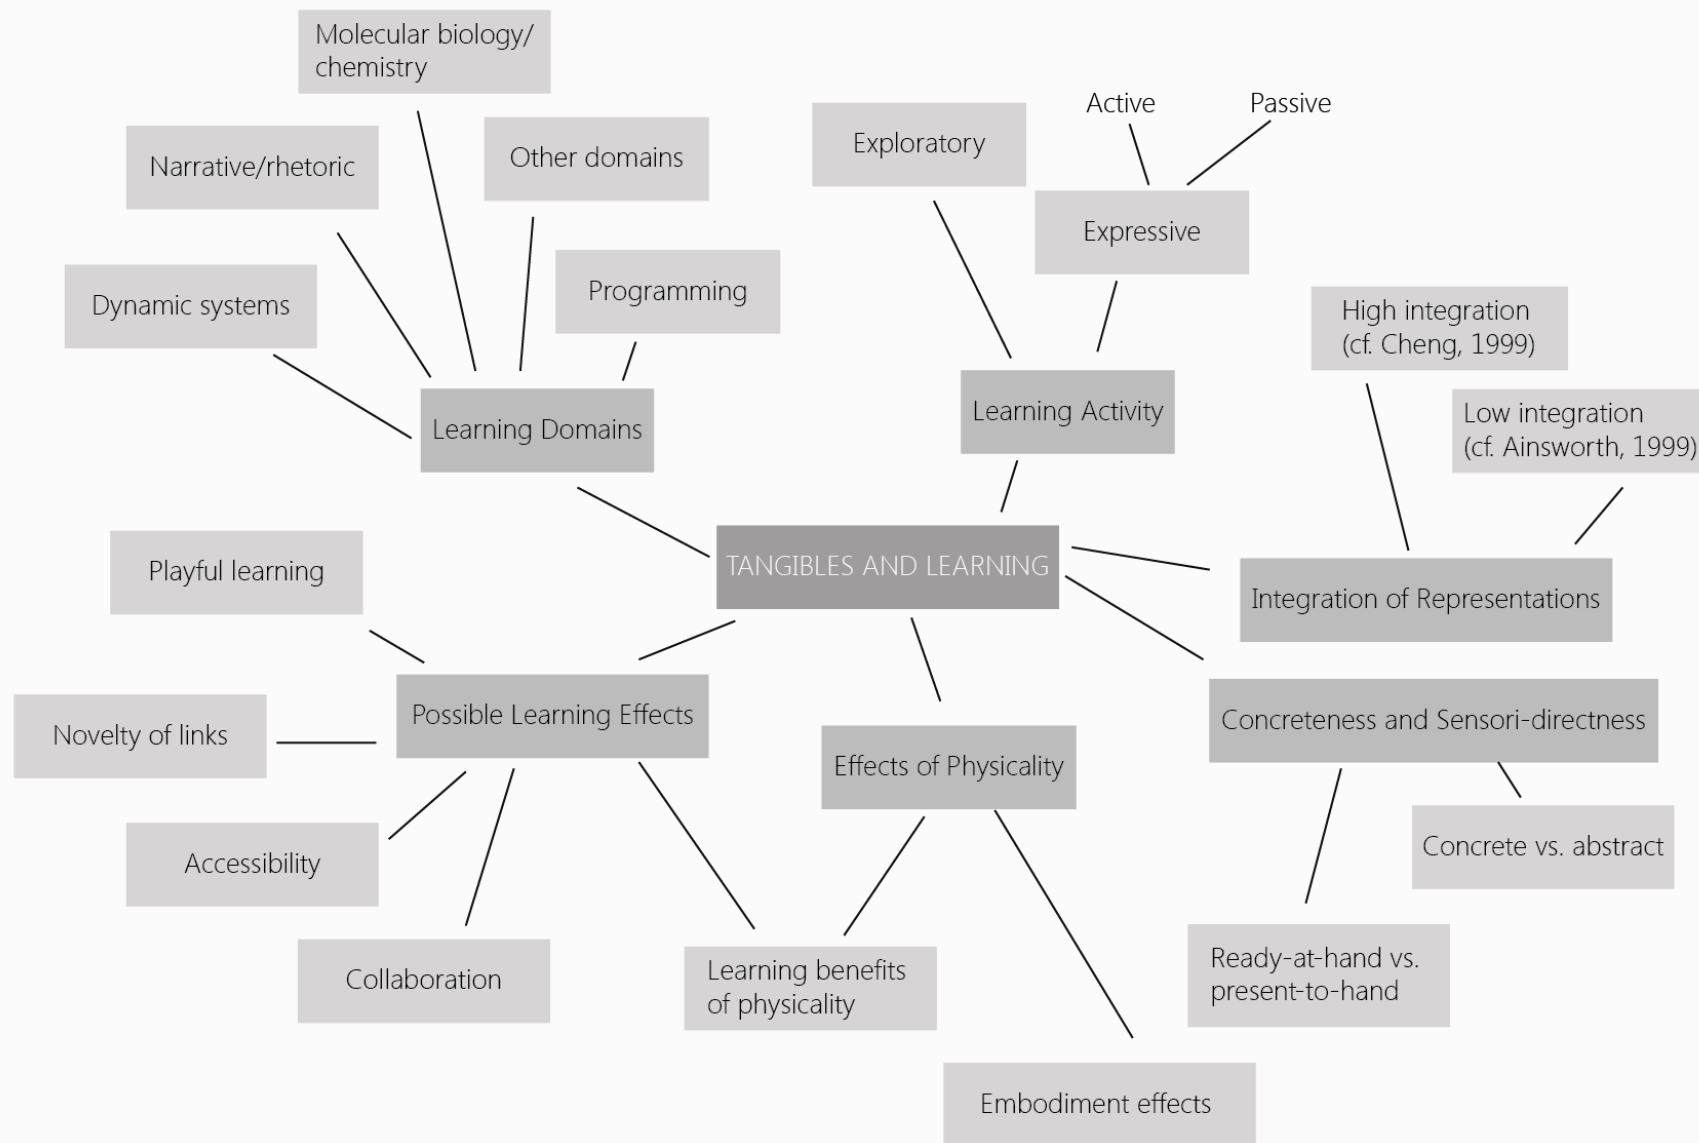 Molecular biology/
chemistry
Active
Passive
Exploratory
Other domains
Narrative/rhetoric
Expressive
Programming
Dynamic systems
High integration
(cf. Cheng, 1999)
Learning Activity
Low integration
(cf. Ainsworth, 1999)
Learning Domains
TANGIBLES AND LEARNING
Playful learning
Integration of Representations
Possible Learning Effects
Concreteness and Sensori-directness
Novelty of links
Effects of Physicality
Concrete vs. abstract
Accessibility
Ready-at-hand vs.
present-to-hand
Collaboration
Learning benefits
of physicality
Embodiment effects